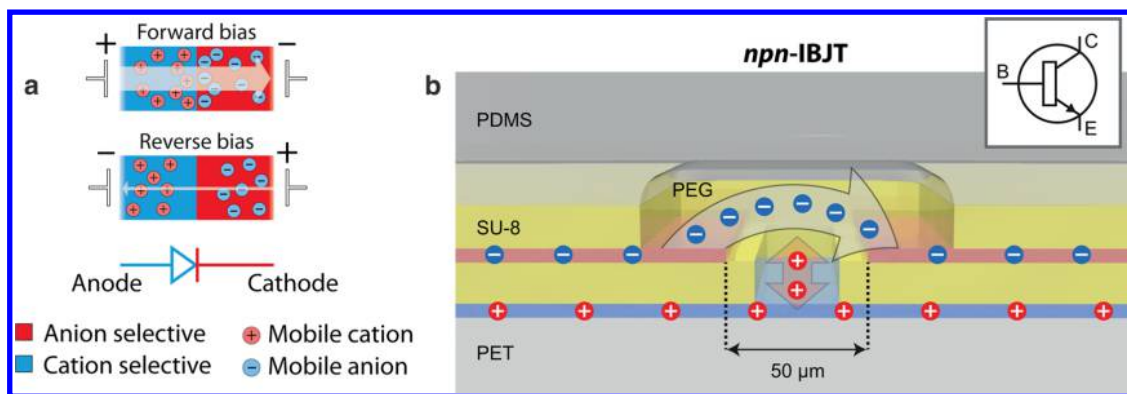 a
Forward bias
+ −
Reverse bias
− +
Anode Cathode
Anion selective
Cation selective
+ Mobile cation
− Mobile anion
b
npn-IBJT
C
B
E
PDMS
PEG
SU-8
PET
50 µm